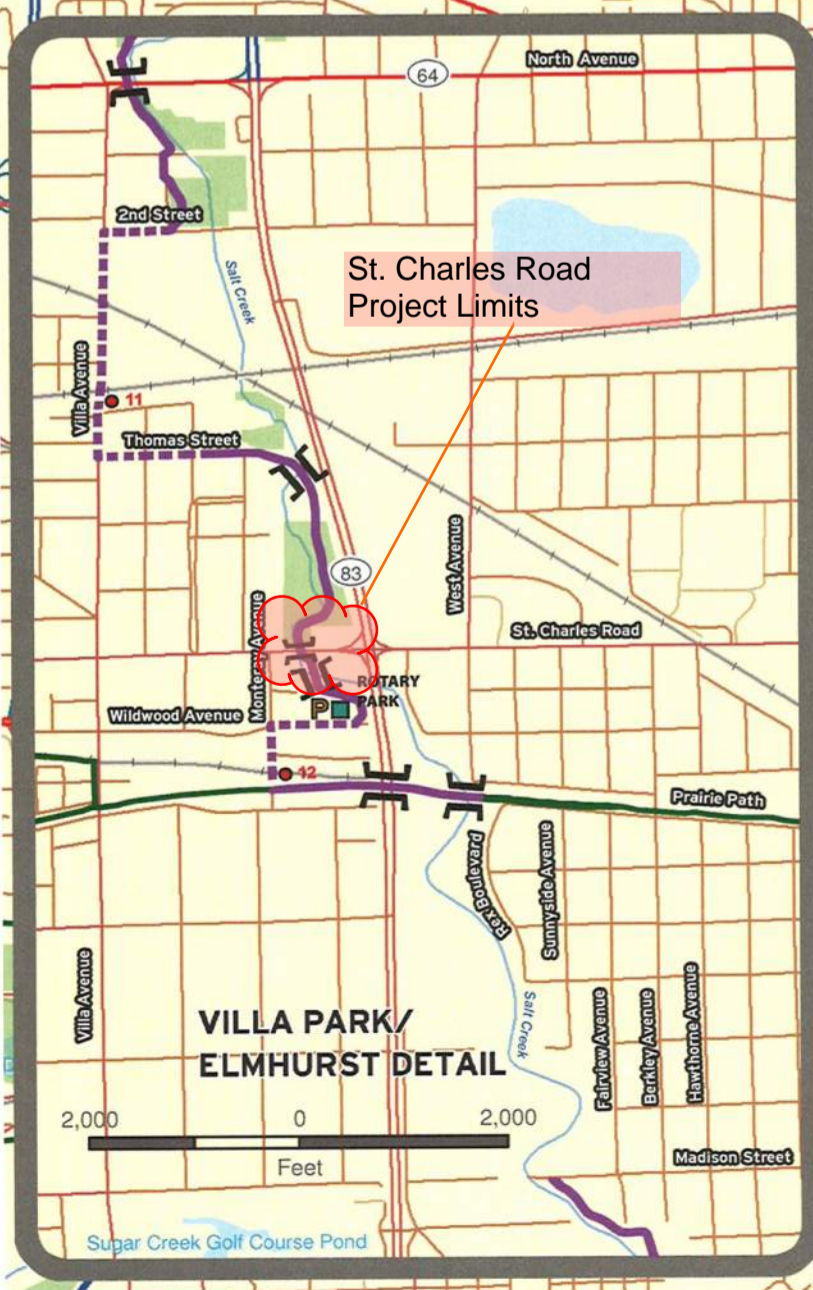 North Avenue
64
2nd Street
Salt Creek
St. Charles Road
Project Limits
Villa Avenue
11
Thomas Street
West Avenue
83
Monterey Avenue
St. Charles Road
ROTARY
PARK
P
Wildwood Avenue
12
Prairie Path
Rex Boulevard
Sunnyside Avenue
Villa Avenue
Salt Creek
Fairview Avenue
Berkley Avenue
Hawthorne Avenue
VILLA PARK/
ELMHURST DETAIL
2,000 0 2,000
Feet
Madison Street
Sugar Creek Golf Course Pond